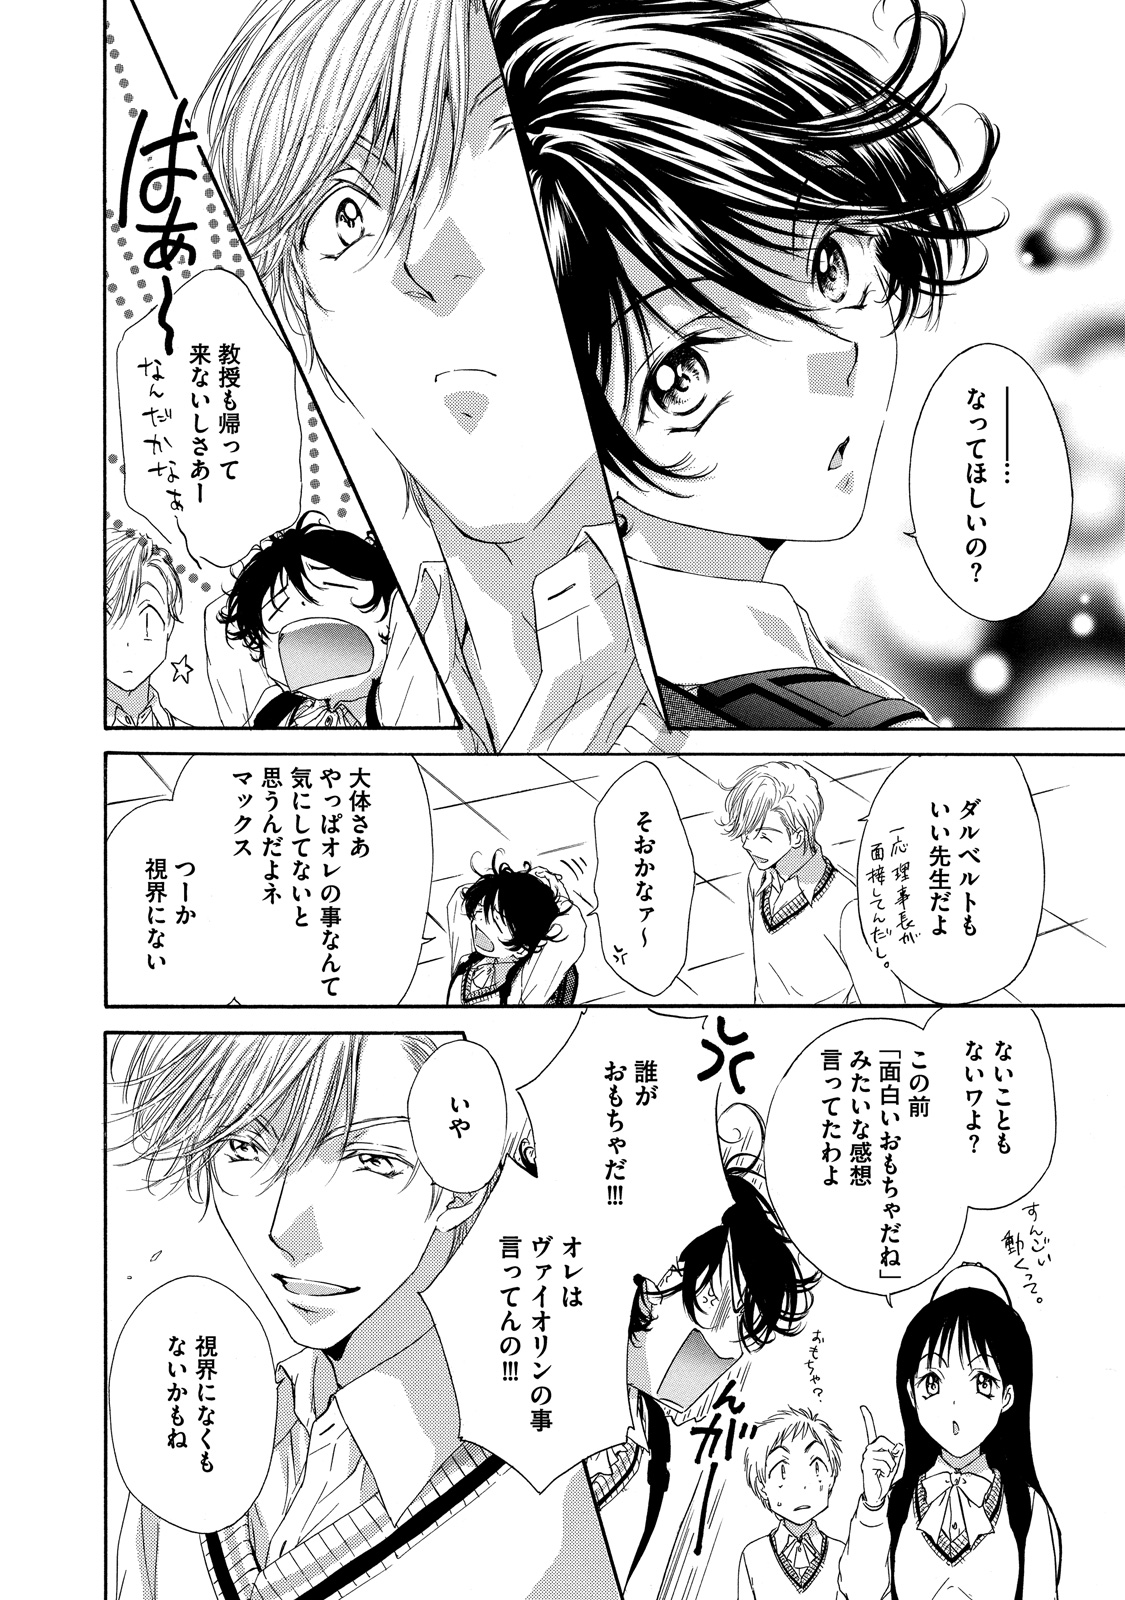 ―――…
なってほしいの?
はぁ~
教授も帰って
来ないしさあー
なんだかなぁ~
ダルベルトも
いい先生だよ
一応理事長が
面接してんだし。
そおかなァ~
大体さあ
やっぱオレの事なんて
気にしてないと
思うんだよネ
マックス
つーか
視界にない
ないことも
ないワよ?
この前
「面白いおもちゃだね」
みたいな感想
言ってたわよ
すんごい
動くって。
おもちゃ?
んがー
誰が
おもちゃだ!!!
オレは
ヴァイオリンの事
言ってんの!!!
いや
視界になくも
ないかもね